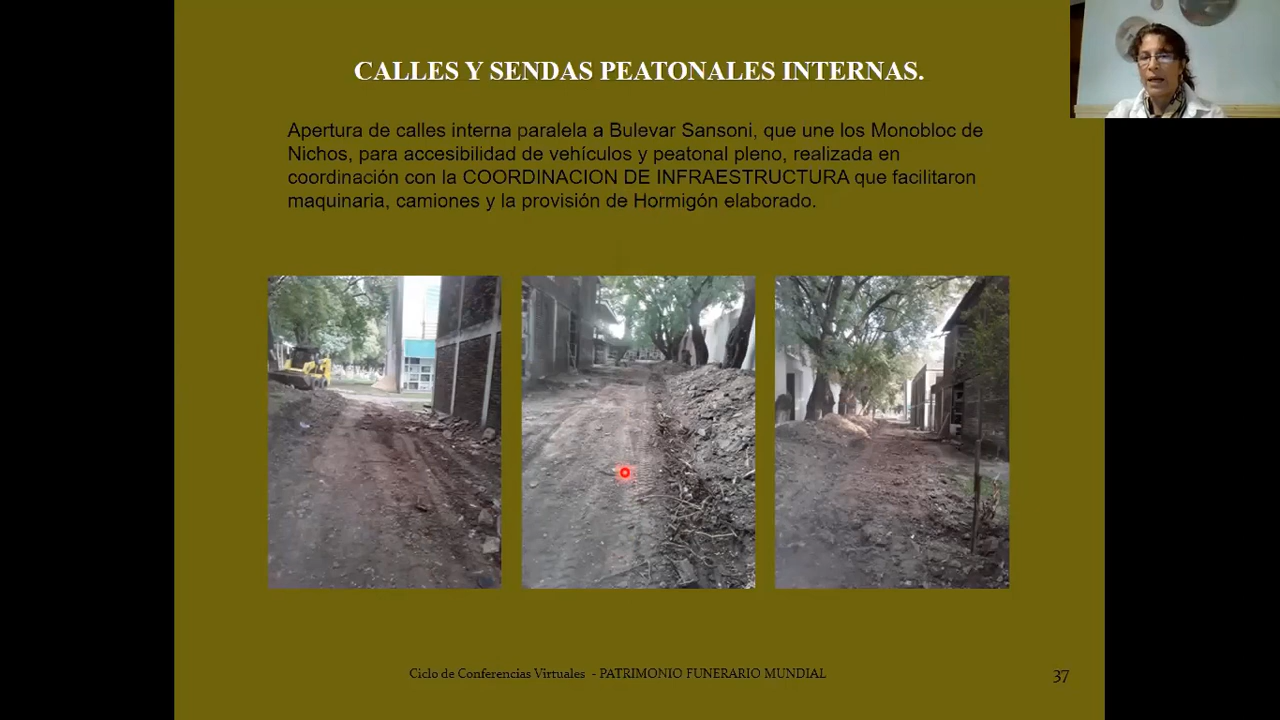 CALLES Y SENDAS PEATONALES INTERNAS.
Apertura de calles interna paralela a Bulevar Sansoni, que une los Monobloc de
Nichos, para accesibilidad de vehículos y peatonal pleno, realizada en
coordinación con la COORDINACION DE INFRAESTRUCTURA que facilitaron
maquinaria, camiones y la provisión de Hormigón elaborado.
Ciclo de Conferencias Virtuales - PATRIMONIO FUNERARIO MUNDIAL
37